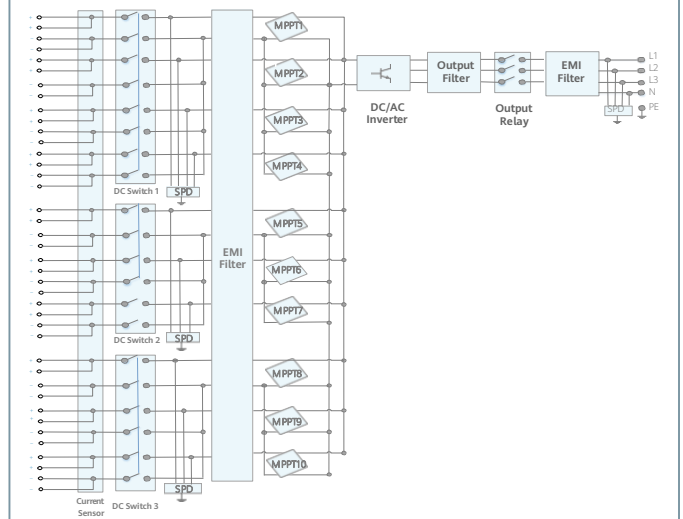 MPPT1
MPPT2
MPPT3
MPPT4
SPD
DC Switch 1
MPPT5
EMI
Filter
MPPT6
MPPT7
SPD
DC Switch 2
MPPT8
MPPT9
MPPT10
SPD
Current
Sensor
DC Switch 3
DC/AC
Inverter
Output
Filter
Output
Relay
EMI
Filter
L1
L2
L3
N
PE
SPD